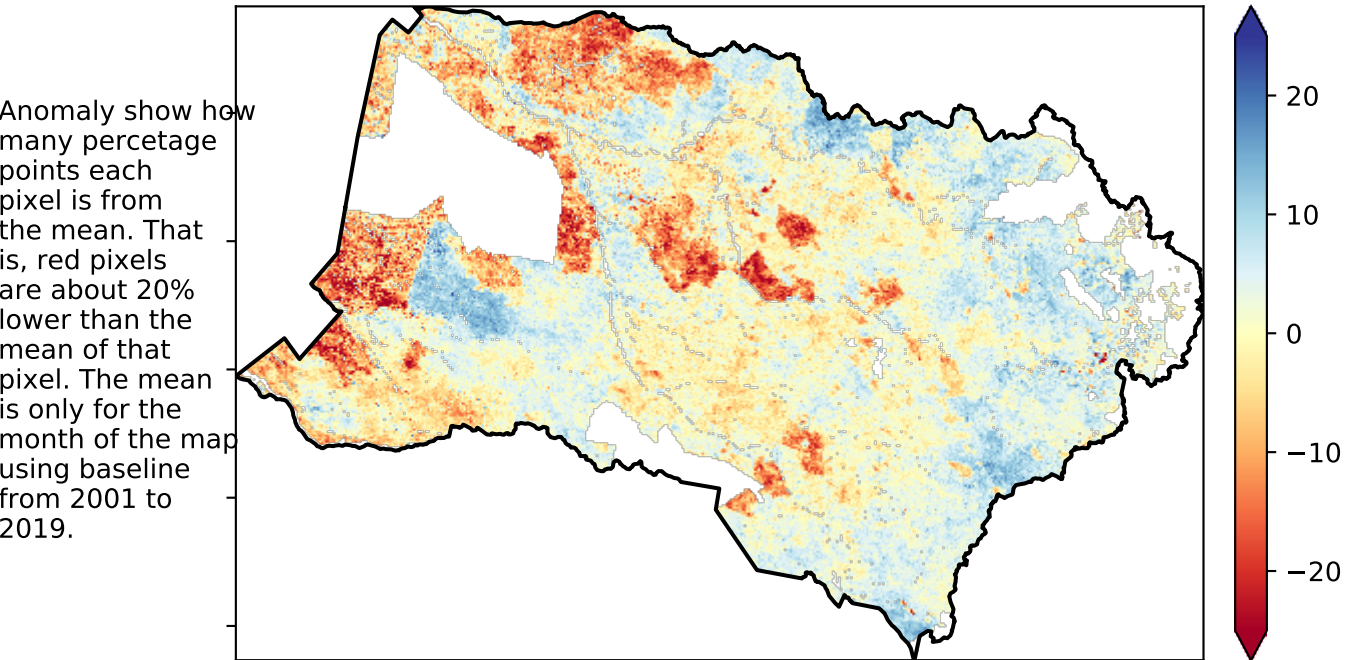 Anomaly show how
many percetage
points each
pixel is from
the mean. That
is, red pixels
are about 20%
lower than the
mean of that
pixel. The mean
is only for the
month of the map
using baseline
from 2001 to
2019.
20
10
0
−10
−20